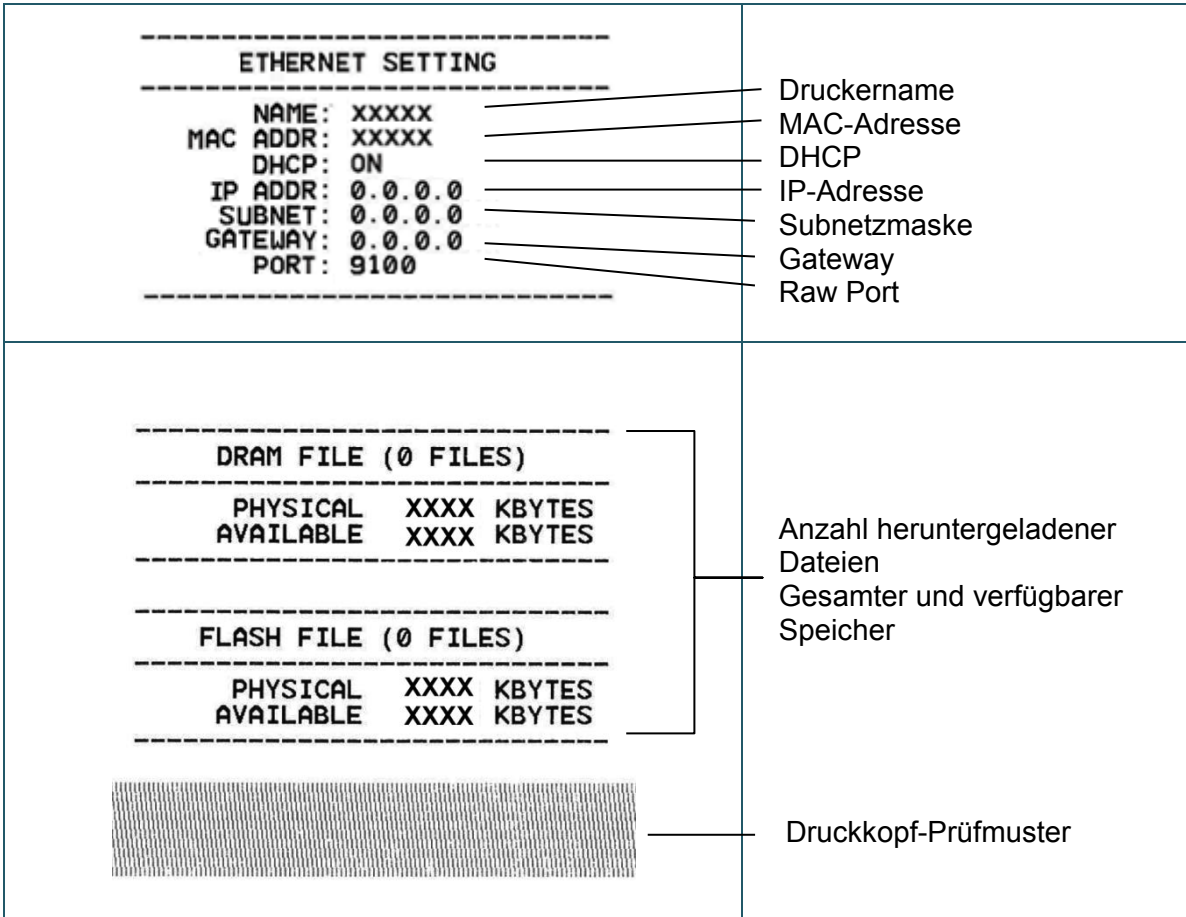 ETHERNET SETTING
NAME: XXXXX
MAC ADDR: XXXXX
DHCP: ON
IP ADDR: 0.0.0.0
SUBNET: 0.0.0.0
GATEWAY: 0.0.0.0
PORT: 9100
Druckername
MAC-Adresse
DHCP
IP-Adresse
Subnetzmaske
Gateway
Raw Port
DRAM FILE (0 FILES)
PHYSICAL XXXX KBYTES
AVAILABLE XXXX KBYTES
FLASH FILE (0 FILES)
PHYSICAL XXXX KBYTES
AVAILABLE XXXX KBYTES
Anzahl heruntergeladener
Dateien
Gesamter und verfügbarer
Speicher
Druckkopf-Prüfmuster